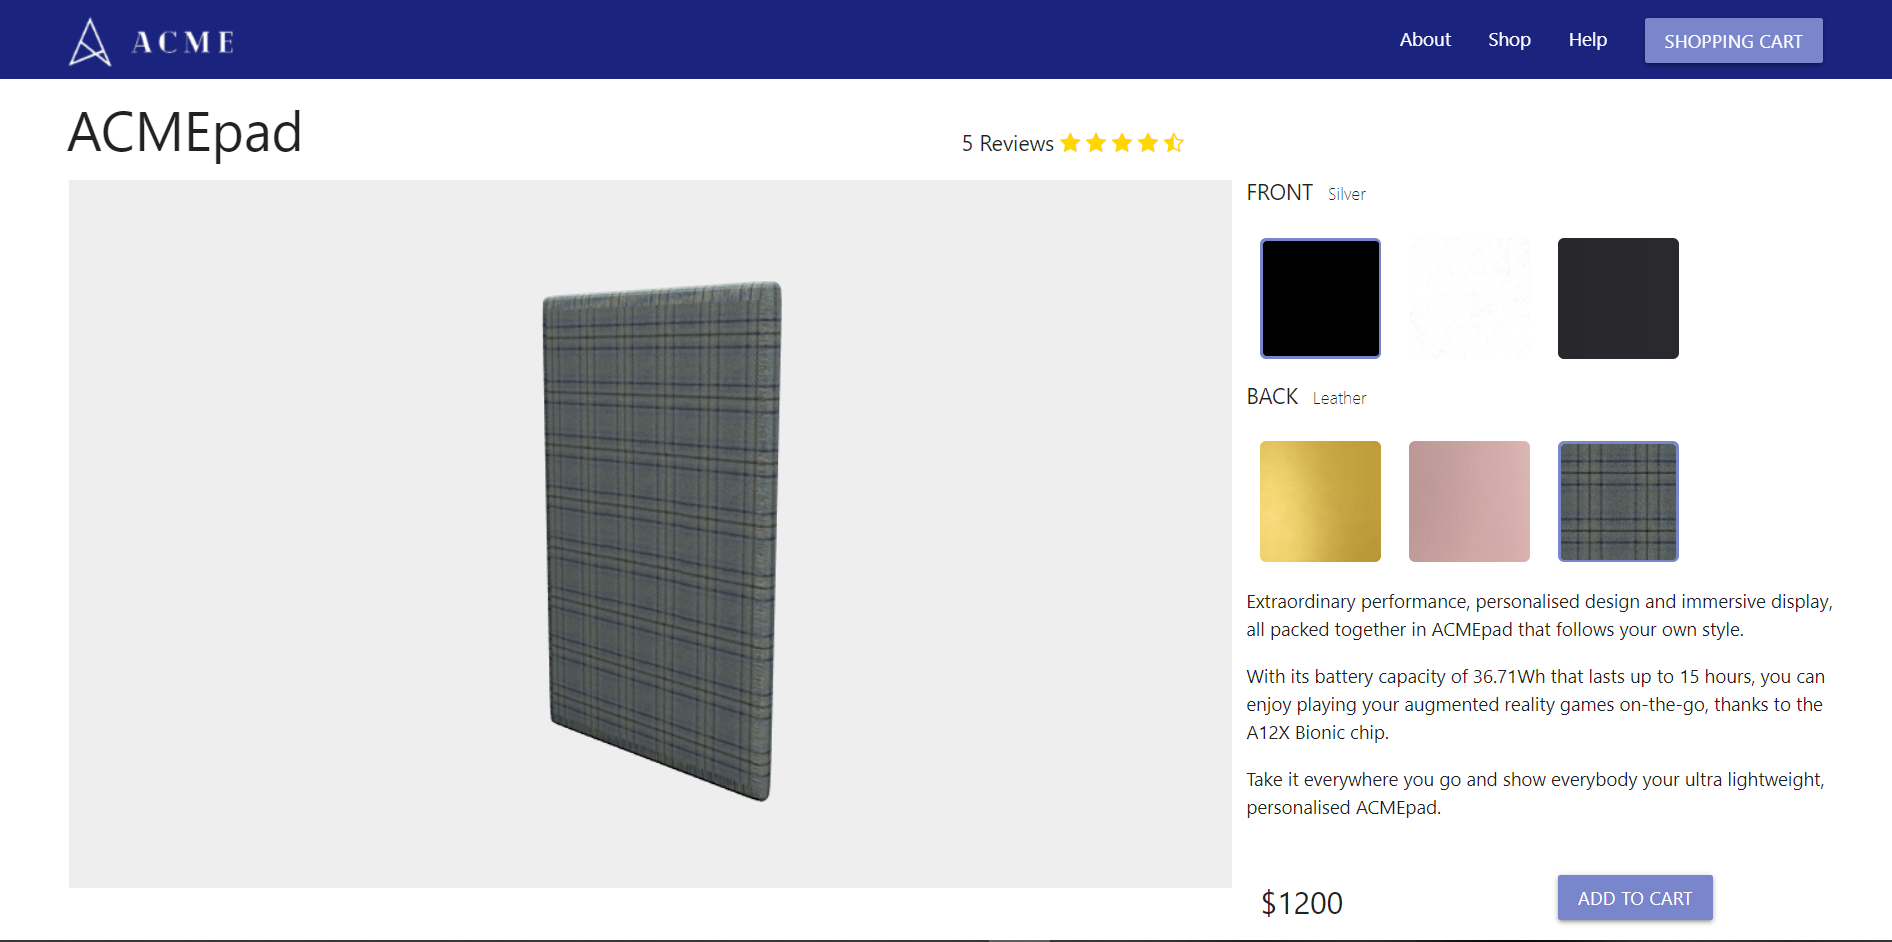 ACME
About Shop Help SHOPPING CART
ACMEpad
5 Reviews
FRONT Silver
BACK Leather
Extraordinary performance, personalised design and immersive display,
all packed together in ACMEpad that follows your own style.
With its battery capacity of 36.71Wh that lasts up to 15 hours, you can
enjoy playing your augmented reality games on-the-go, thanks to the
A12X Bionic chip.
Take it everywhere you go and show everybody your ultra lightweight,
personalised ACMEpad.
$1200 ADD TO CART